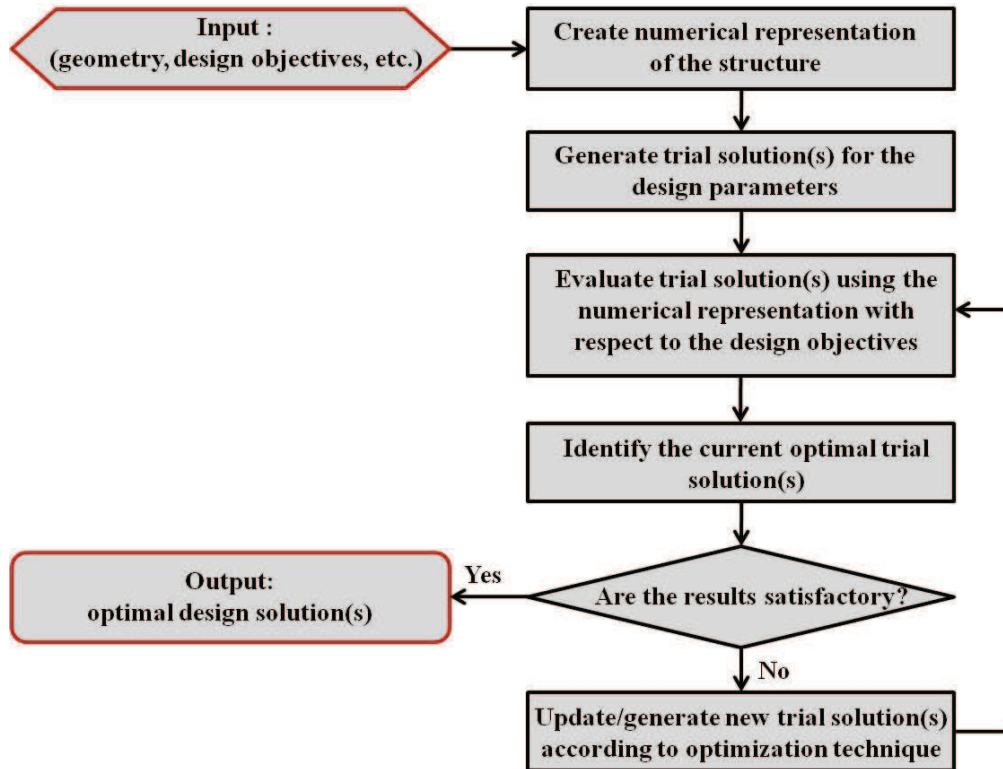 Input :
(geometry, design objectives, etc.)
Create numerical representation
of the structure
Generate trial solution(s) for the
design parameters
Evaluate trial solution(s) using the
numerical representation with
respect to the design objectives
Identify the current optimal trial
solution(s)
Are the results satisfactory?
Yes
Output:
optimal design solution(s)
No
Update/generate new trial solution(s)
according to optimization technique